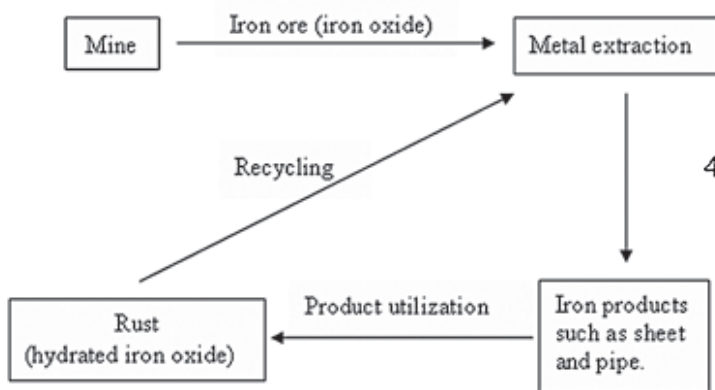 Iron ore (iron oxide)
Mine
Metal extraction
Recycling
4
Product utilization
Rust
(hydrated iron oxide)
Iron products
such as sheet
and pipe.